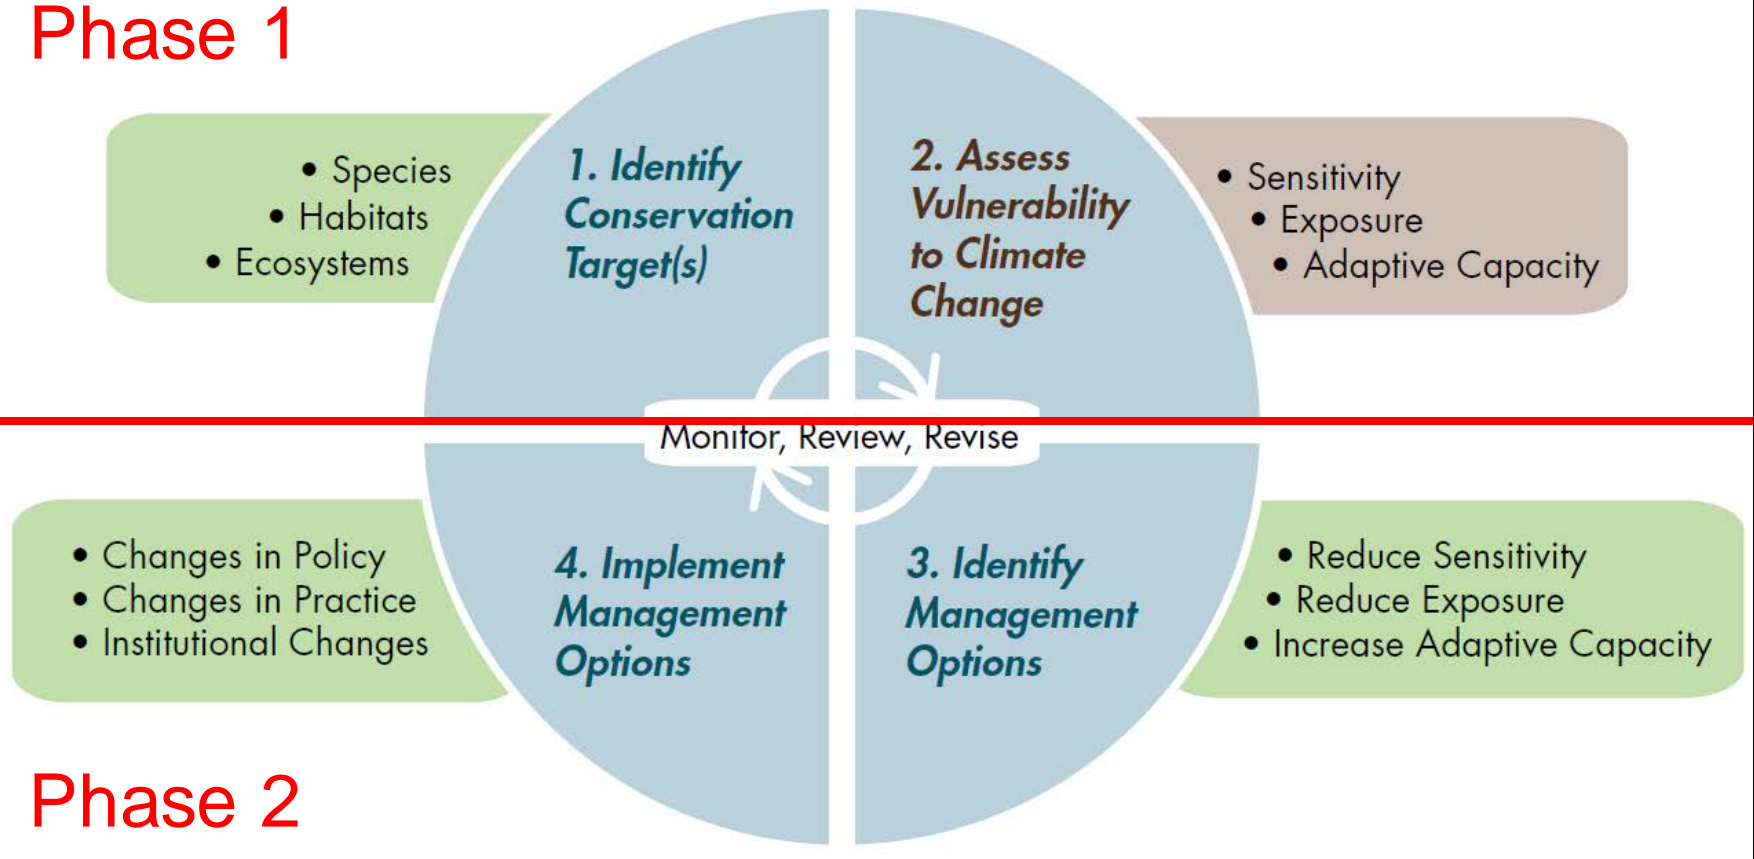 Phase 1
• Species
• Habitats
• Ecosystems
1. Identify
Conservation
Target(s)
2. Assess
Vulnerability
to Climate
Change
• Sensitivity
• Exposure
• Adaptive Capacity
Monitor, Review, Revise
• Changes in Policy
• Changes in Practice
• Institutional Changes
4. Implement
Management
Options
3. Identify
Management
Options
• Reduce Sensitivity
• Reduce Exposure
• Increase Adaptive Capacity
Phase 2